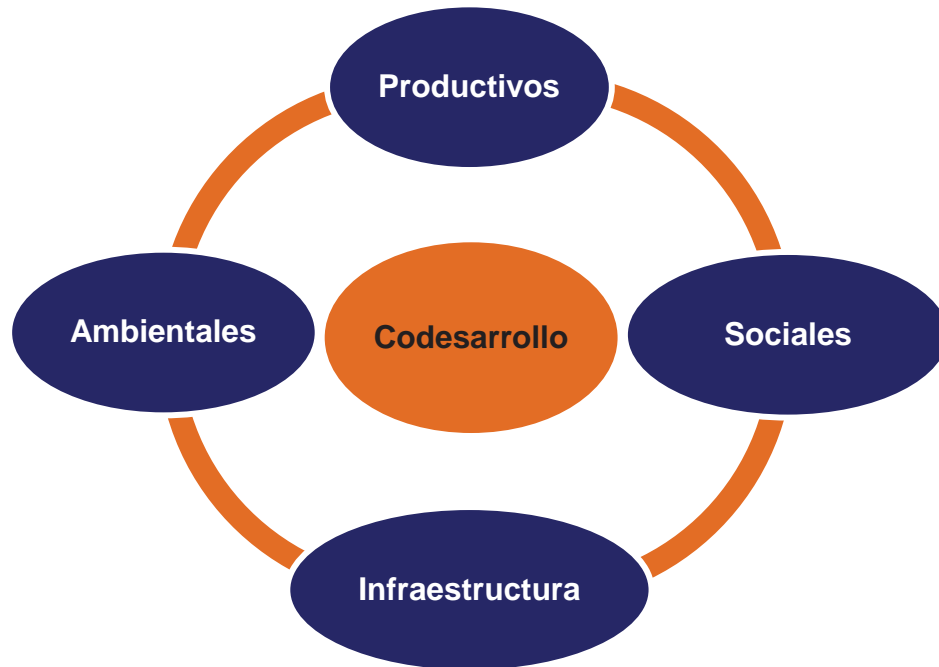 Productivos
Ambientales
Codesarrollo
Sociales
Infraestructura